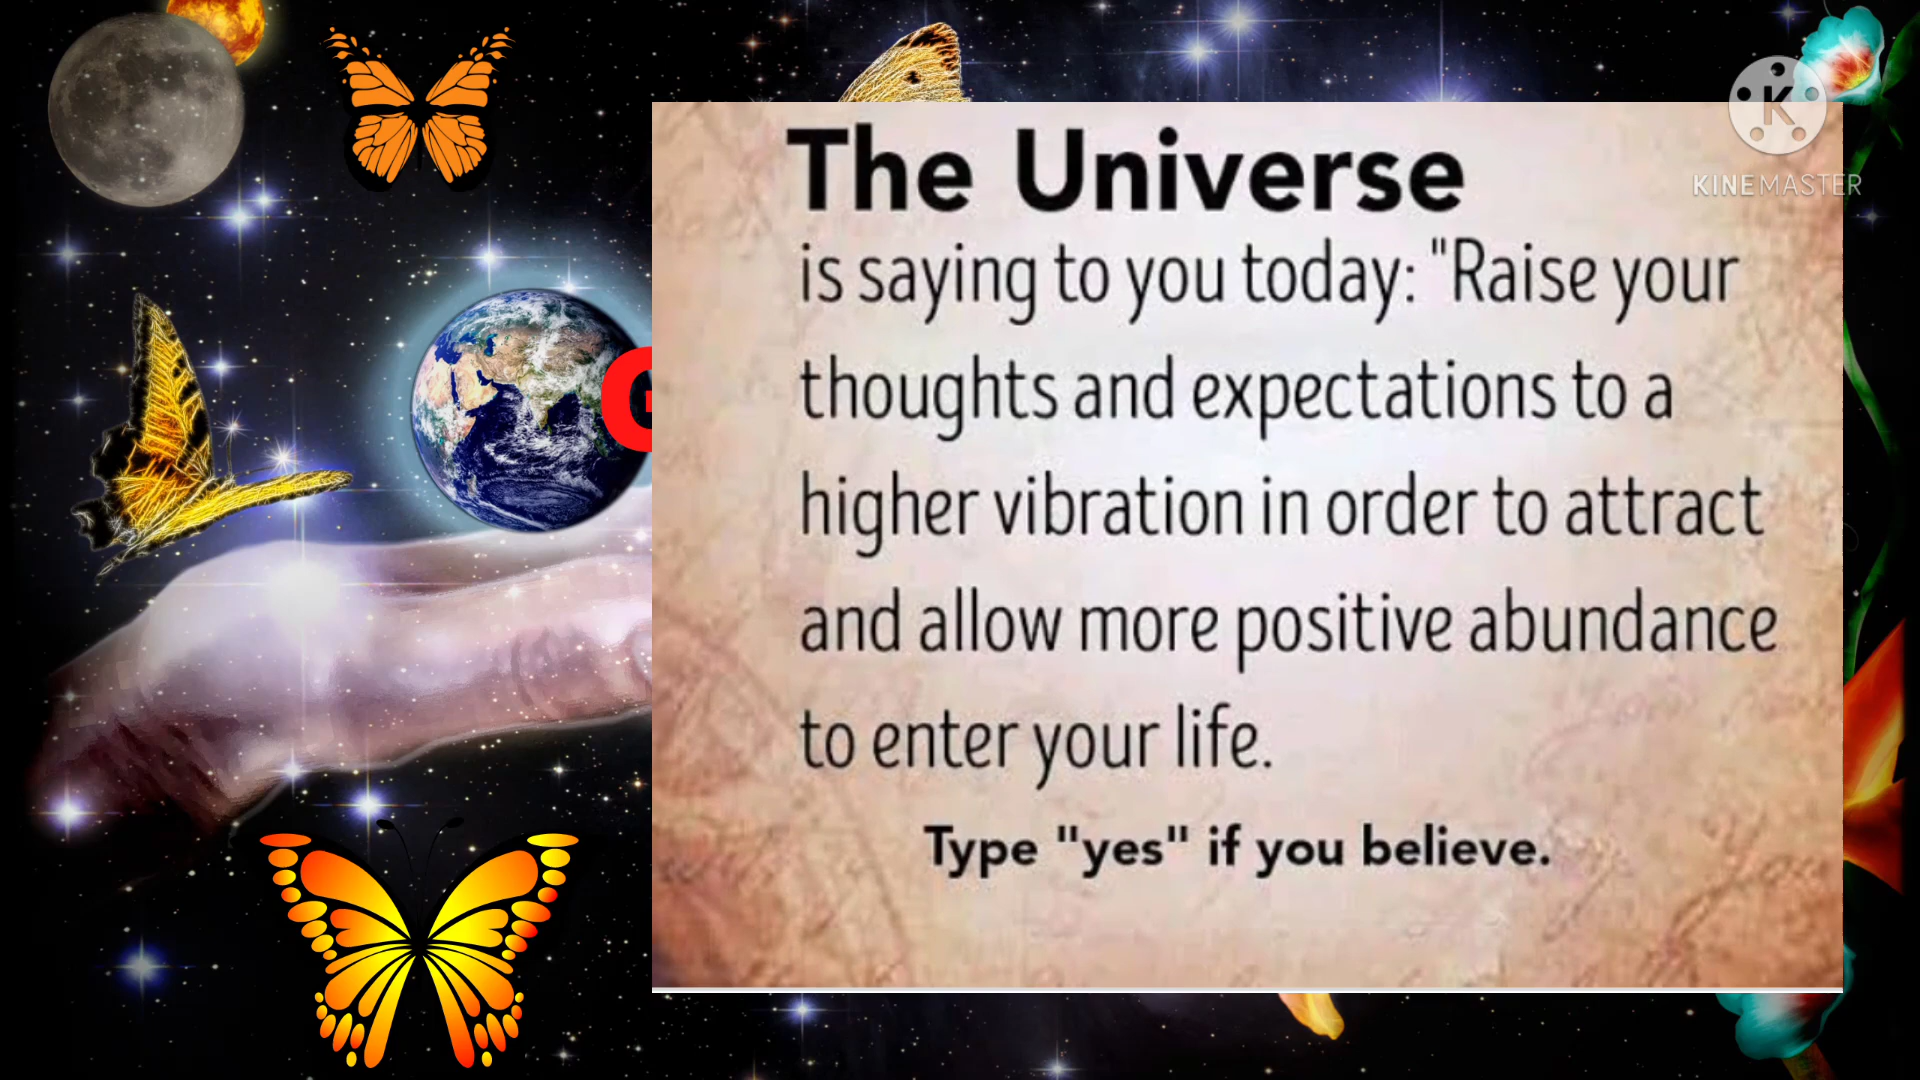 The Universe
is saying to you today: "Raise your
thoughts and expectations to a
higher vibration in order to attract
and allow more positive abundance
to enter your life.
Type "yes" if you believe.
K
KINEMASTER